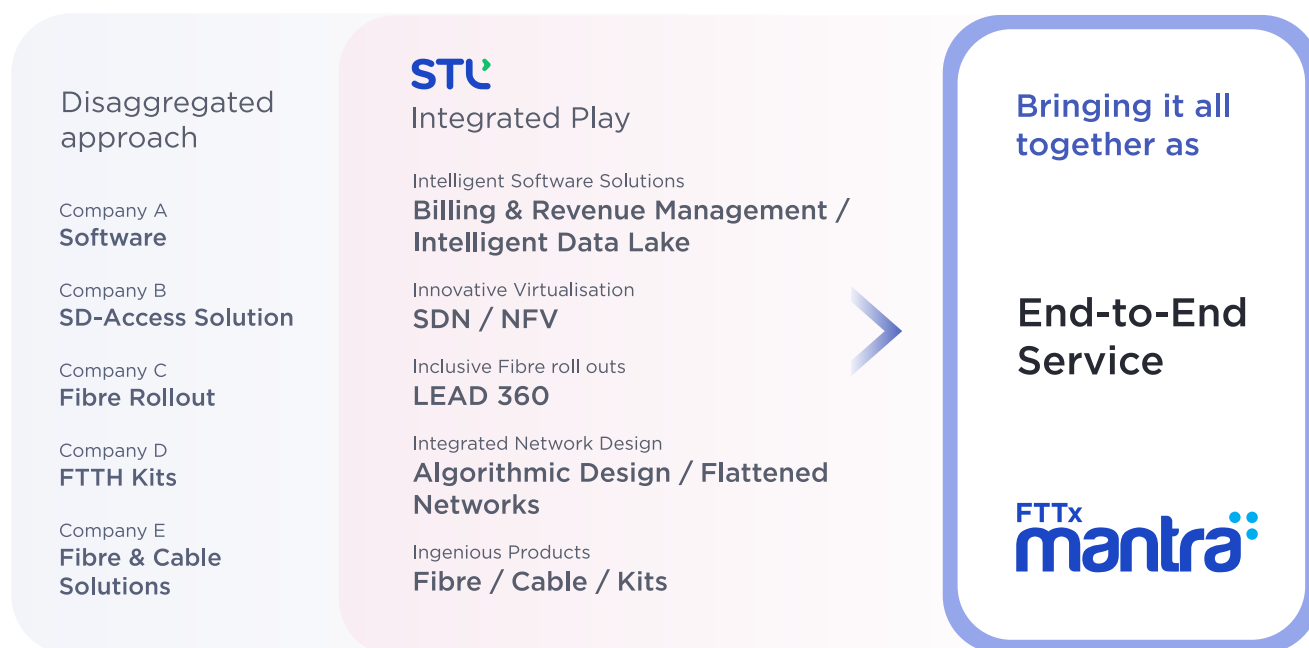 Disaggregated
approach
Company A
Software
Company B
SD-Access Solution
Company C
Fibre Rollout
Company D
FTTH Kits
Company E
Fibre & Cable
Solutions
STL
Integrated Play
Intelligent Software Solutions
Billing & Revenue Management /
Intelligent Data Lake
Innovative Virtualisation
SDN / NFV
Inclusive Fibre roll outs
LEAD 360
Integrated Network Design
Algorithmic Design / Flattened
Networks
Ingenious Products
Fibre / Cable / Kits
Bringing it all
together as
End-to-End
Service
FTTx
mantra